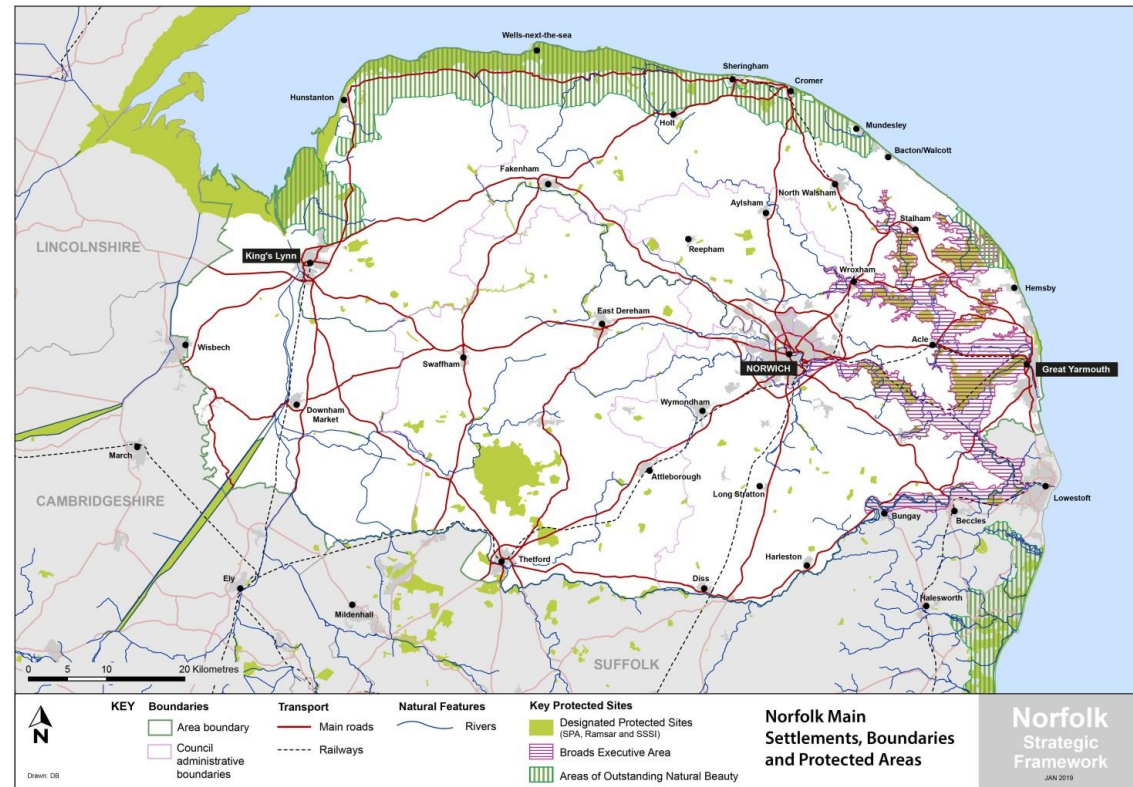 Wells-next-the-sea
Sheringham
Cromer
Hunstanton
Holt
Mundesley
Bacton/Walcott
Fakenham
North Walsham
Aylsham
Stalham
LINCOLNSHIRE
Reepham
King's Lynn
Wroxham
Hemsby
East Dereham
Wisbech
Swaffham
Acle
NORWICH
Great Yarmouth
Downham
Market
Wymondham
March
Attleborough
Long Stratton
CAMBRIDGESHIRE
Lowestoft
Bungay
Beccles
Thetford
Harleston
Ely
Diss
Mildenhall
Halesworth
SUFFOLK
0 5 10 20 Kilometres
N
Drawn: DB
KEY
Boundaries
Area boundary
Council
administrative
boundaries
Transport
Main roads
Railways
Natural Features
Rivers
Key Protected Sites
Designated Protected Sites
(SPA, Ramsar and SSSI)
Broads Executive Area
Areas of Outstanding Natural Beauty
Norfolk Main
Settlements, Boundaries
and Protected Areas
Norfolk
Strategic
Framework
JAN 2019